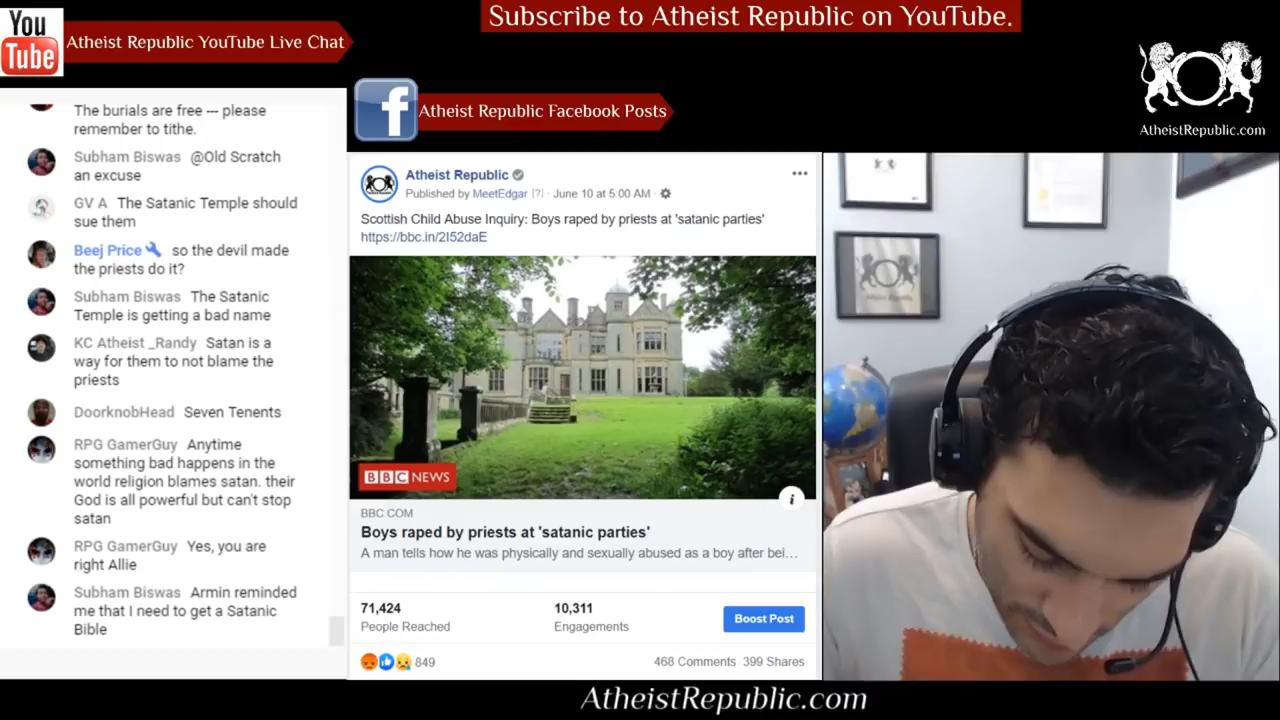 Subscribe to Atheist Republic on YouTube.
You
Tube
Atheist Republic YouTube Live Chat
Atheist Republic Facebook Posts
AtheistRepublic.com
The burials are free --- please
remember to tithe.
Subham Biswas @Old Scratch
an excuse
GV A The Satanic Temple should
sue them
Beej Price so the devil made
the priests do it?
Subham Biswas The Satanic
Temple is getting a bad name
KC Atheist _Randy Satan is a
way for them to not blame the
priests
DoorknobHead Seven Tenents
RPG GamerGuy Anytime
something bad happens in the
world religion blames satan. their
God is all powerful but can't stop
satan
RPG GamerGuy Yes, you are
right Allie
Subham Biswas Armin reminded
me that I need to get a Satanic
Bible
Atheist Republic
Published by MeetEdgar [?] · June 10 at 5:00 AM ·
Scottish Child Abuse Inquiry: Boys raped by priests at 'satanic parties'
https://bbc.in/2I52daE
BBC NEWS
BBC.COM
Boys raped by priests at 'satanic parties'
A man tells how he was physically and sexually abused as a boy after bei...
71,424
People Reached
10,311
Engagements
Boost Post
849
468 Comments 399 Shares
AtheistRepublic.com